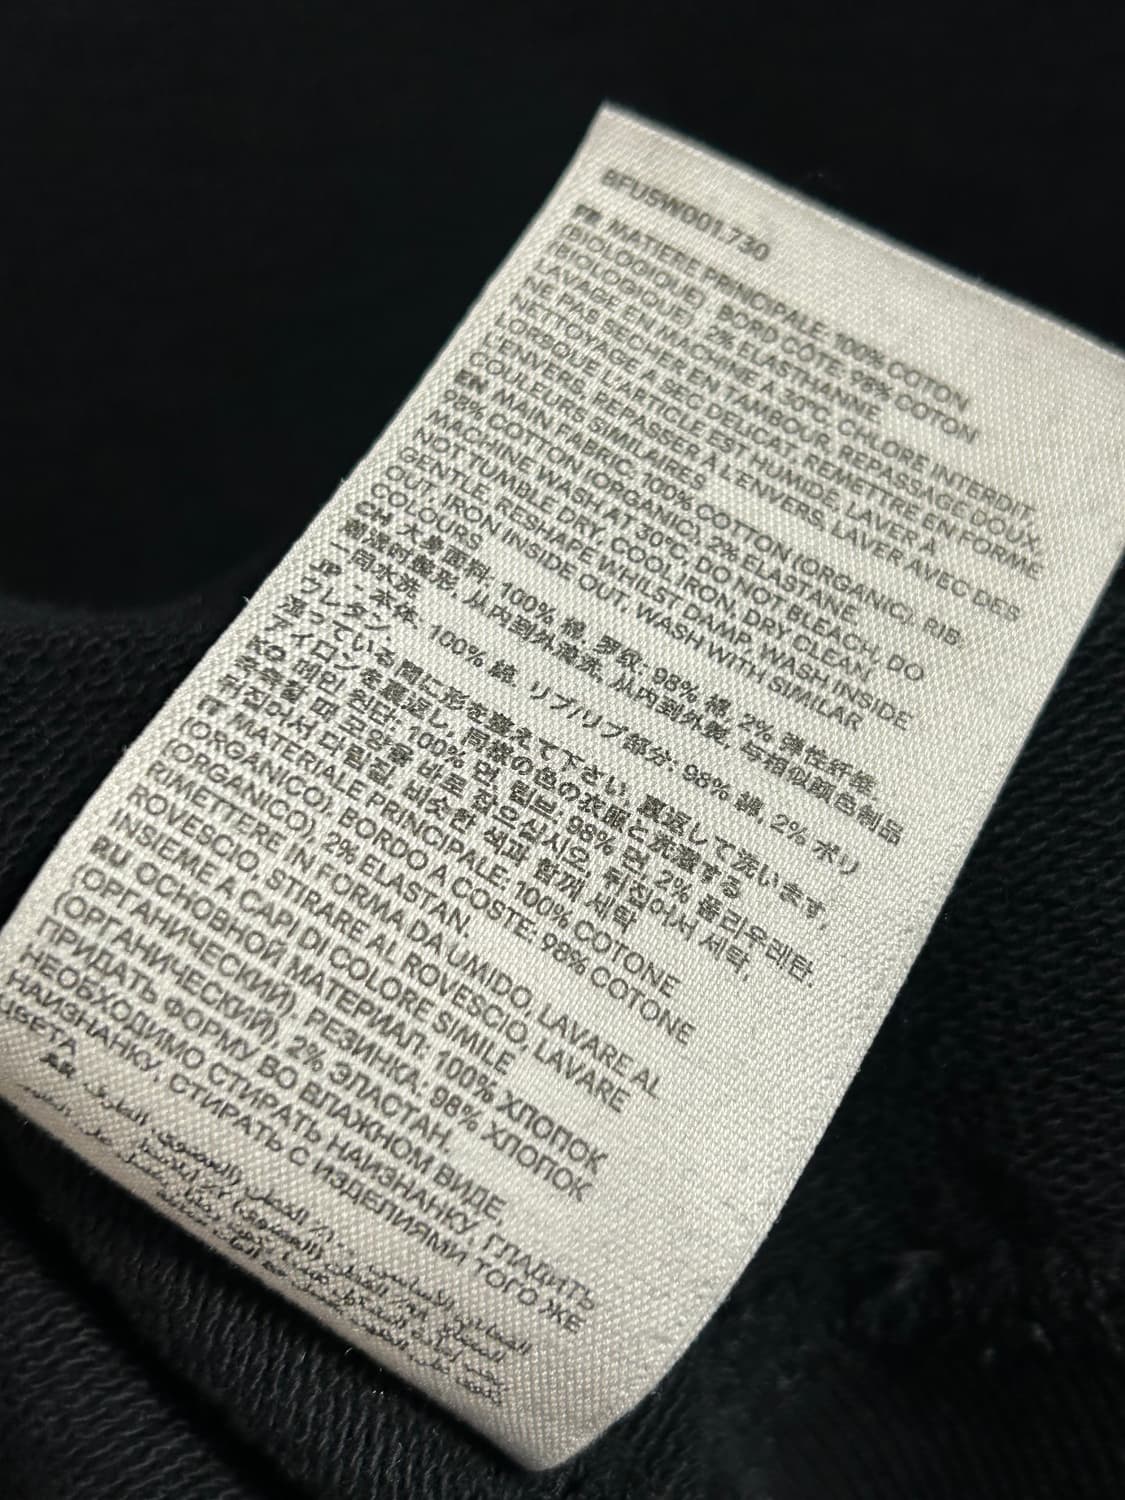 BFUSW001.730
FR MATIERE PRINCIPALE: 100% COTON
(BIOLOGIQUE). BORD CÔTE: 98% COTON
(BIOLOGIQUE), 2% ELASTHANNE.
LAVAGE EN MACHINE A 30°C, CHLORE INTERDIT,
NE PAS SECHER EN TAMBOUR, REPASSAGE DOUX,
NETTOYAGE A SEC DELICAT, REMETTRE EN FORME
LORSQUE L'ARTICLE EST HUMIDE, LAVER À
L'ENVERS, REPASSER À L'ENVERS, LAVER AVEC DES
COULEURS SIMILAIRES
EN MAIN FABRIC: 100% COTTON (ORGANIC). RIB:
98% COTTON (ORGANIC), 2% ELASTANE.
MACHINE WASH AT 30°C, DO NOT BLEACH, DO
NOT TUMBLE DRY, COOL IRON, DRY CLEAN
GENTLE, RESHAPE WHILST DAMP, WASH INSIDE
OUT, IRON INSIDE OUT, WASH WITH SIMILAR
COLOURS
CH 大身面料: 100% 棉. 罗纹: 98% 棉, 2% 弹性纤维.
从内到外清洗, 从内到外熨, 与相似颜色制品
一同水洗
JP 本体: 100% 綿. リブ/リブ部分: 98% 綿, 2% ポリ
ウレタン.
湿っている間に形を整えて下さい, 裏返して洗います,
アイロンを裏返し, 同様の色の衣服と洗濯する
KO 메인 원단: 100% 면. 립브: 98% 면, 2% 폴리우레탄.
축축할 때 모양을 바로 잡으십시오, 뒤집어서 세탁,
뒤집어서 다림질, 비슷한 색과 함께 세탁
IT MATERIALE PRINCIPALE: 100% COTONE
(ORGANICO). BORDO A COSTE: 98% COTONE
(ORGANICO), 2% ELASTAN.
RIMETTERE IN FORMA DA UMIDO, LAVARE AL
ROVESCIO, STIRARE AL ROVESCIO, LAVARE
INSIEME A CAPI DI COLORE SIMILE
RU ОСНОВНОЙ МАТЕРИАЛ: 100% ХЛОПОК
(ОРГАНИЧЕСКИЙ). РЕЗИНКА: 98% ХЛОПОК
(ОРГАНИЧЕСКИЙ), 2% ЭЛАСТАН.
ПРИДАТЬ ФОРМУ ВО ВЛАЖНОМ ВИДЕ,
НЕОБХОДИМО СТИРАТЬ НАИЗНАНКУ, ГЛАДИТЬ
НАИЗНАНКУ, СТИРАТЬ С ИЗДЕЛИЯМИ ТОГО ЖЕ
ЦВЕТА
AR